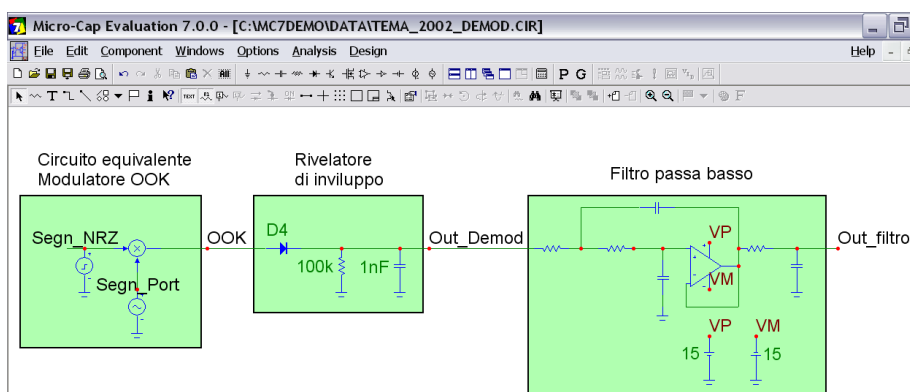 Micro-Cap Evaluation 7.0.0.0 - [C:\MC7DEMO\DATA\TEMA_2002_DEMOD.CIR]
File Edit Component Windows Options Analysis Design Help
P G
T
TEXT
F
Circuito equivalente
Modulatore OOK
Rivelatore
di inviluppo
Filtro passa basso
Segn_NRZ
OOK
D4
Out_Demod
VP
Out_filtro
100k
1nF
Segn_Port
VM
VP
VM
15
15